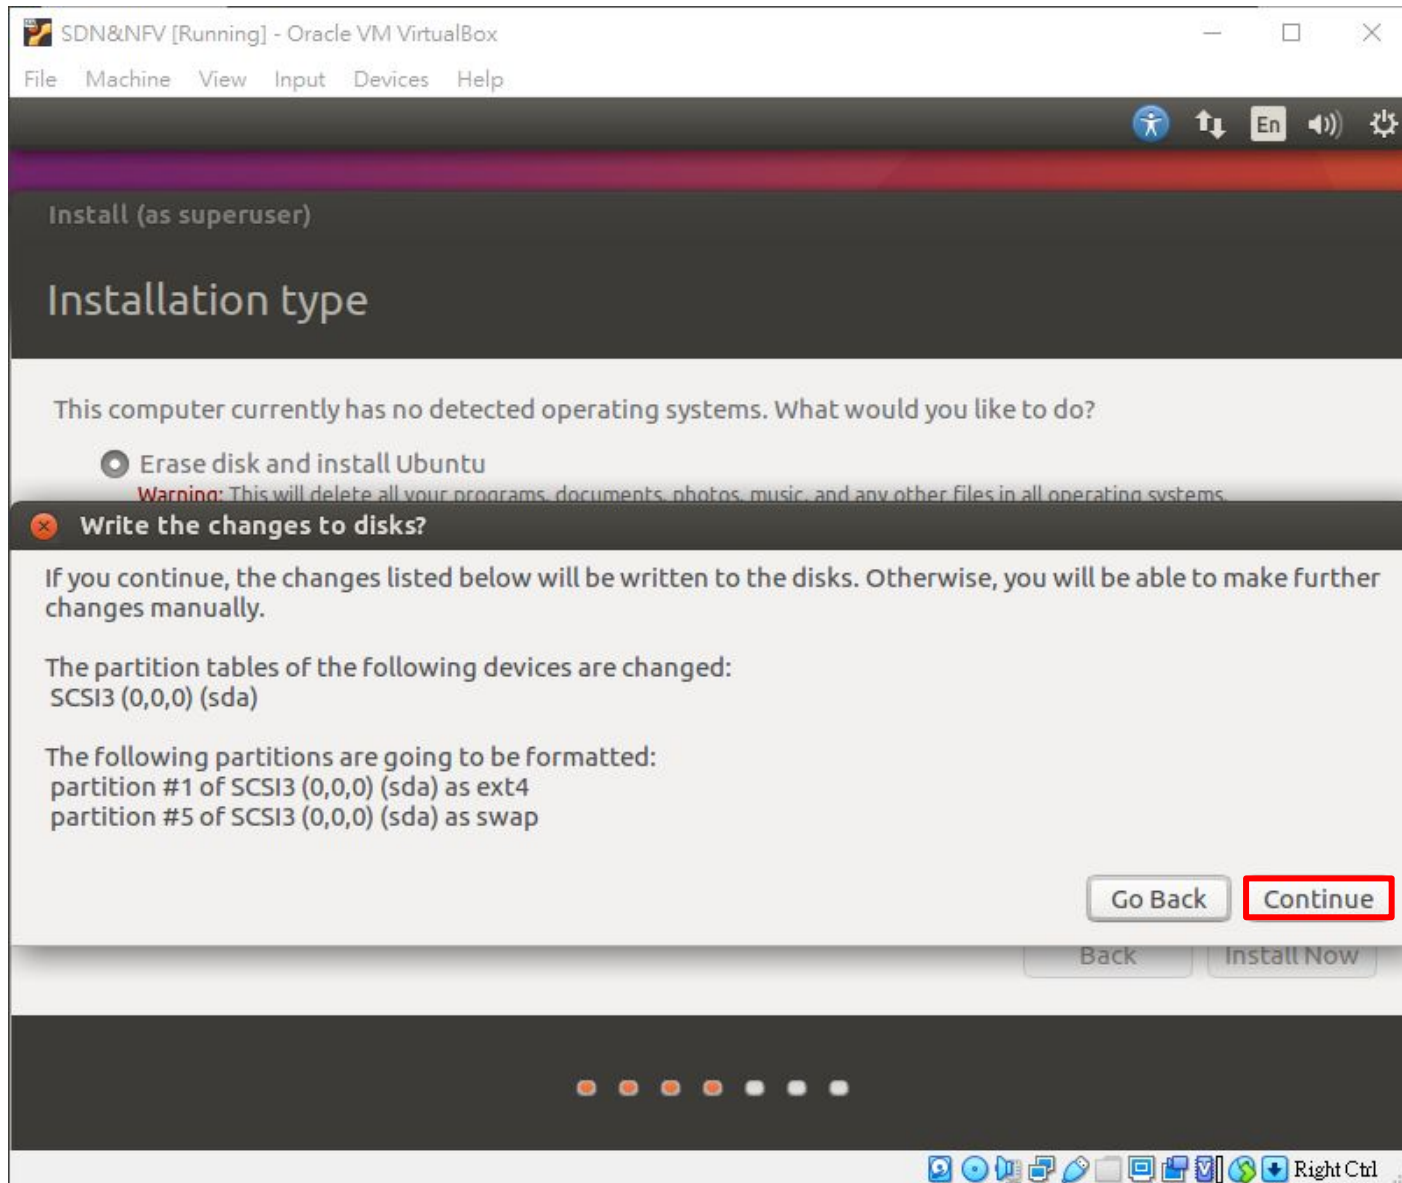 SDN&NFV [Running] - Oracle VM VirtualBox
File Machine View Input Devices Help
En
Install (as superuser)
Installation type
This computer currently has no detected operating systems. What would you like to do?
Erase disk and install Ubuntu
Warning: This will delete all your programs, documents, photos, music, and any other files in all operating systems.
Write the changes to disks?
If you continue, the changes listed below will be written to the disks. Otherwise, you will be able to make further
changes manually.
The partition tables of the following devices are changed:
SCSI3 (0,0,0) (sda)
The following partitions are going to be formatted:
partition #1 of SCSI3 (0,0,0) (sda) as ext4
partition #5 of SCSI3 (0,0,0) (sda) as swap
Go Back Continue
Back Install Now
Right Ctrl